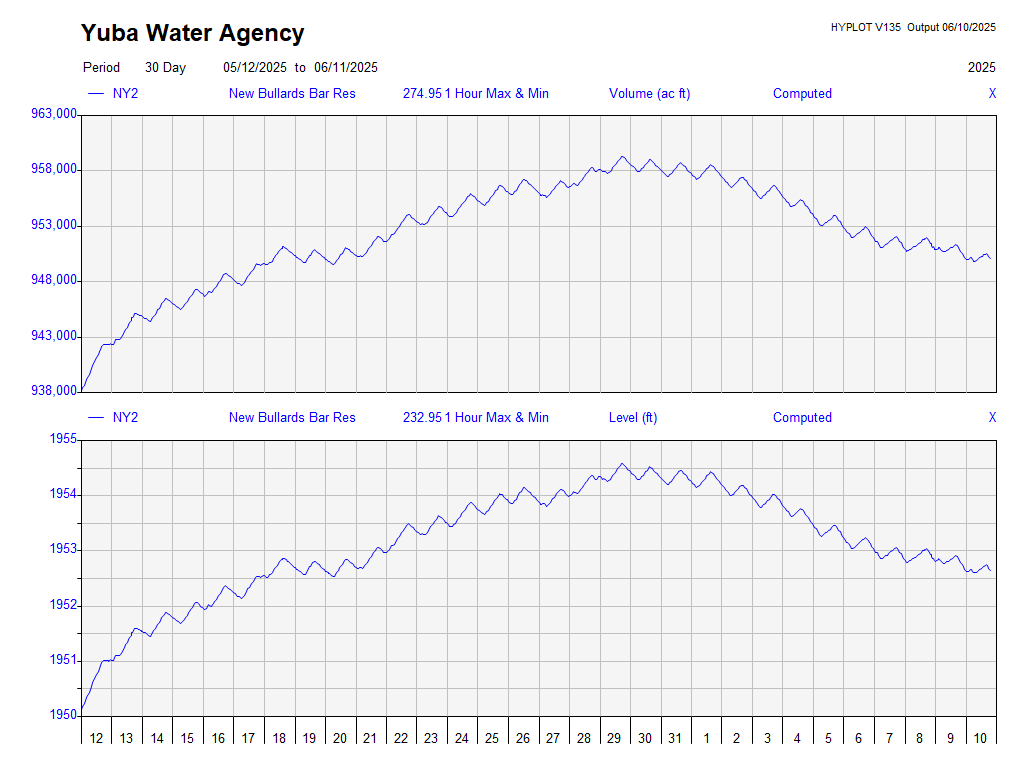 Yuba Water Agency
HYPLOT V135 Output 06/10/2025
Period 30 Day 05/12/2025 to 06/11/2025 2025
NY2 New Bullards Bar Res 274.95 1 Hour Max & Min Volume (ac ft) Computed X
963,000
958,000
953,000
948,000
943,000
938,000
NY2 New Bullards Bar Res 232.95 1 Hour Max & Min Level (ft) Computed X
1955
1954
1953
1952
1951
1950
12 13 14 15 16 17 18 19 20 21 22 23 24 25 26 27 28 29 30 31 1 2 3 4 5 6 7 8 9 10